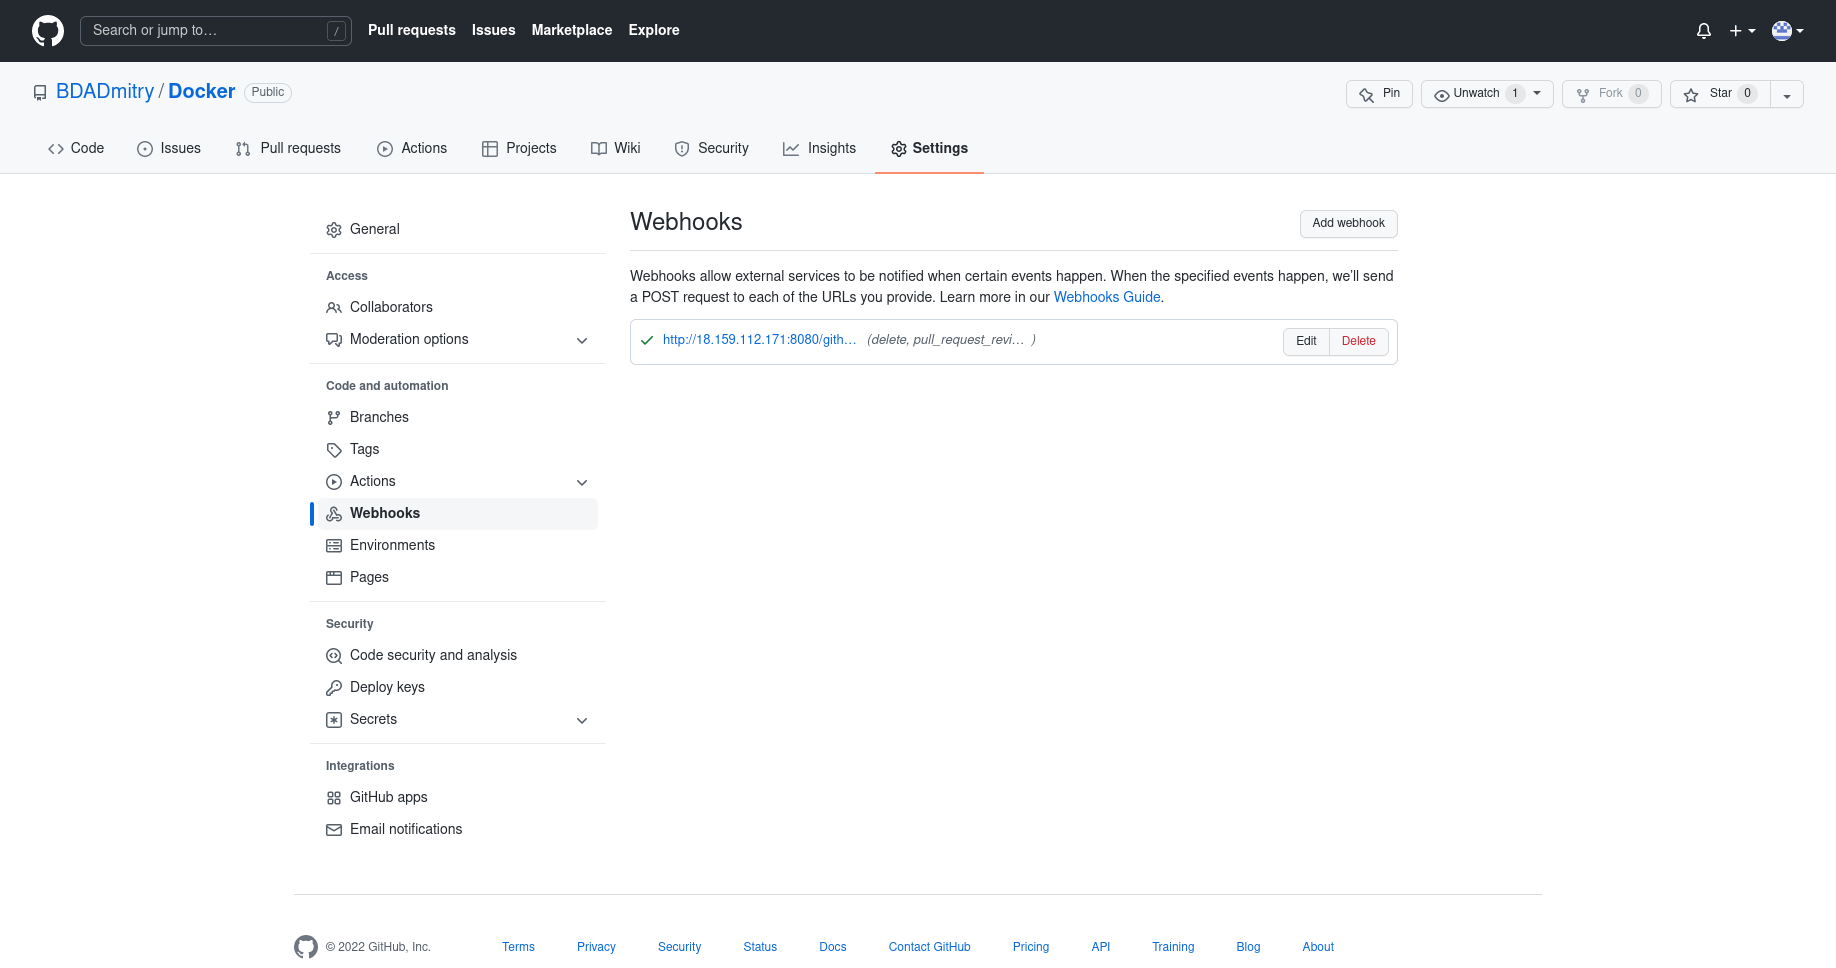 Search or jump to… /
Pull requests Issues Marketplace Explore
BDADmitry / Docker Public
Pin Unwatch 1 Fork 0 Star 0
Code Issues Pull requests Actions Projects Wiki Security Insights Settings
General
Access
Collaborators
Moderation options
Code and automation
Branches
Tags
Actions
Webhooks
Environments
Pages
Security
Code security and analysis
Deploy keys
Secrets
Integrations
GitHub apps
Email notifications
Webhooks
Add webhook
Webhooks allow external services to be notified when certain events happen. When the specified events happen, we'll send
a POST request to each of the URLs you provide. Learn more in our Webhooks Guide.
http://18.159.112.171:8080/gith… (delete, pull_request_revi… ) Edit Delete
© 2022 GitHub, Inc. Terms Privacy Security Status Docs Contact GitHub Pricing API Training Blog About